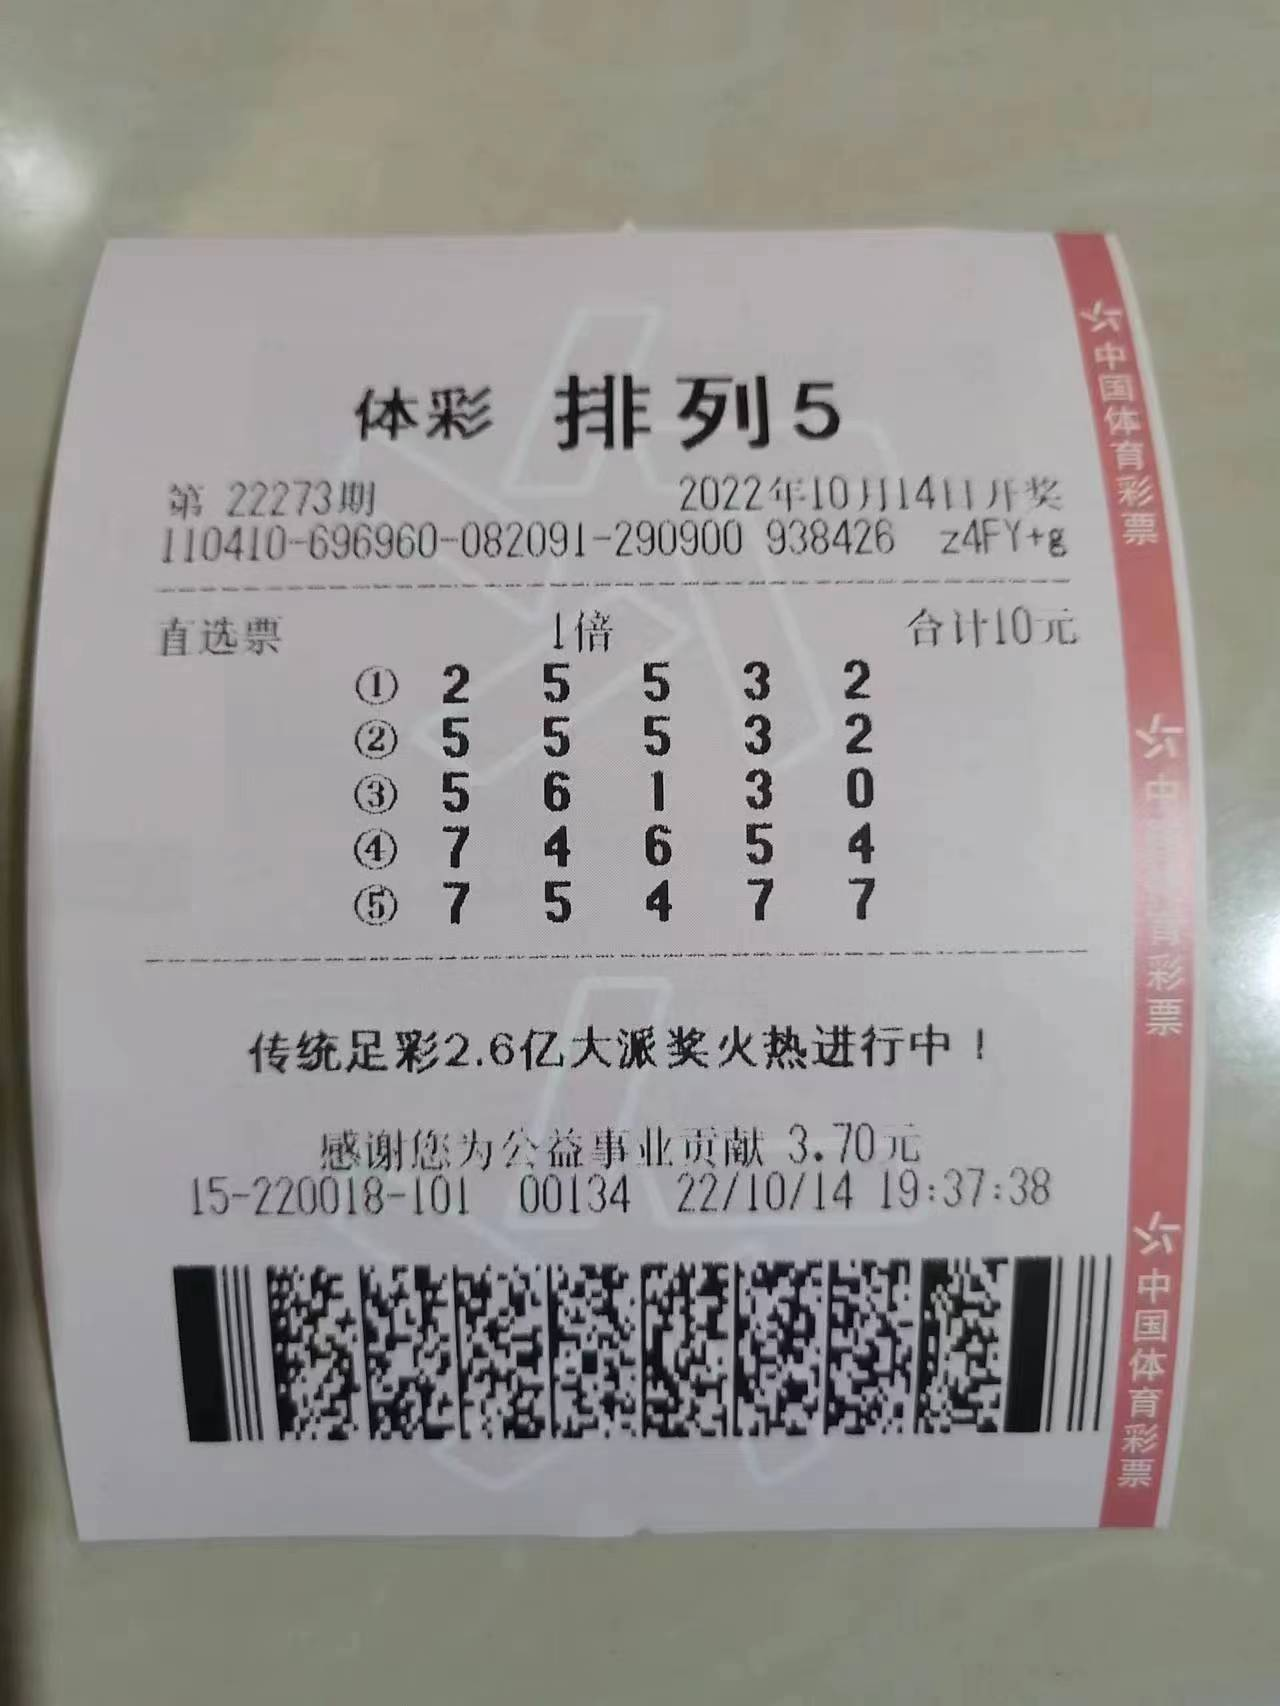 体彩 排列5
第 22273期 2022年10月14日开奖
110410-696960-082091-290900 938426 z4FY+g
直选票 1倍 合计10元
① 2 5 5 3 2
② 5 5 5 3 2
③ 5 6 1 3 0
④ 7 4 6 5 4
⑤ 7 5 4 7 7
传统足彩2.6亿大派奖火热进行中！
感谢您为公益事业贡献 3.70元
15-220018-101 00134 22/10/14 19:37:38
中国体育彩票
中国体育彩票
中国体育彩票